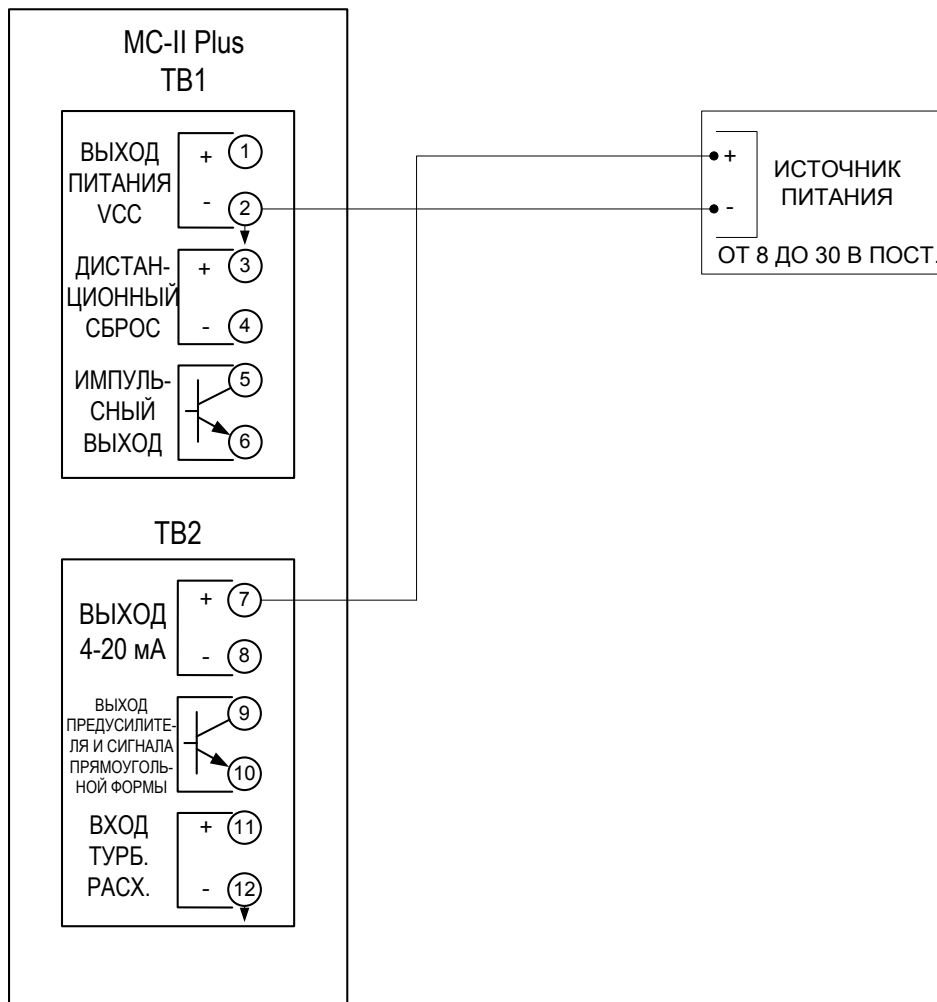 MC-II Plus
TB1
ВЫХОД
ПИТАНИЯ
VCC
+ 1
- 2
ДИСТАН-
ЦИОННЫЙ
СБРОС
+ 3
- 4
ИМПУЛЬ-
СНЫЙ
ВЫХОД
5
6
TB2
ВЫХОД
4-20 мА
+ 7
- 8
ВЫХОД
ПРЕДУСИЛИТЕ-
ЛЯ И СИГНАЛА
ПРЯМОУГОЛЬ-
НОЙ ФОРМЫ
9
10
ВХОД
ТУРБ.
РАСХ.
+ 11
- 12
+
-
ИСТОЧНИК
ПИТАНИЯ
ОТ 8 ДО 30 В ПОСТ.